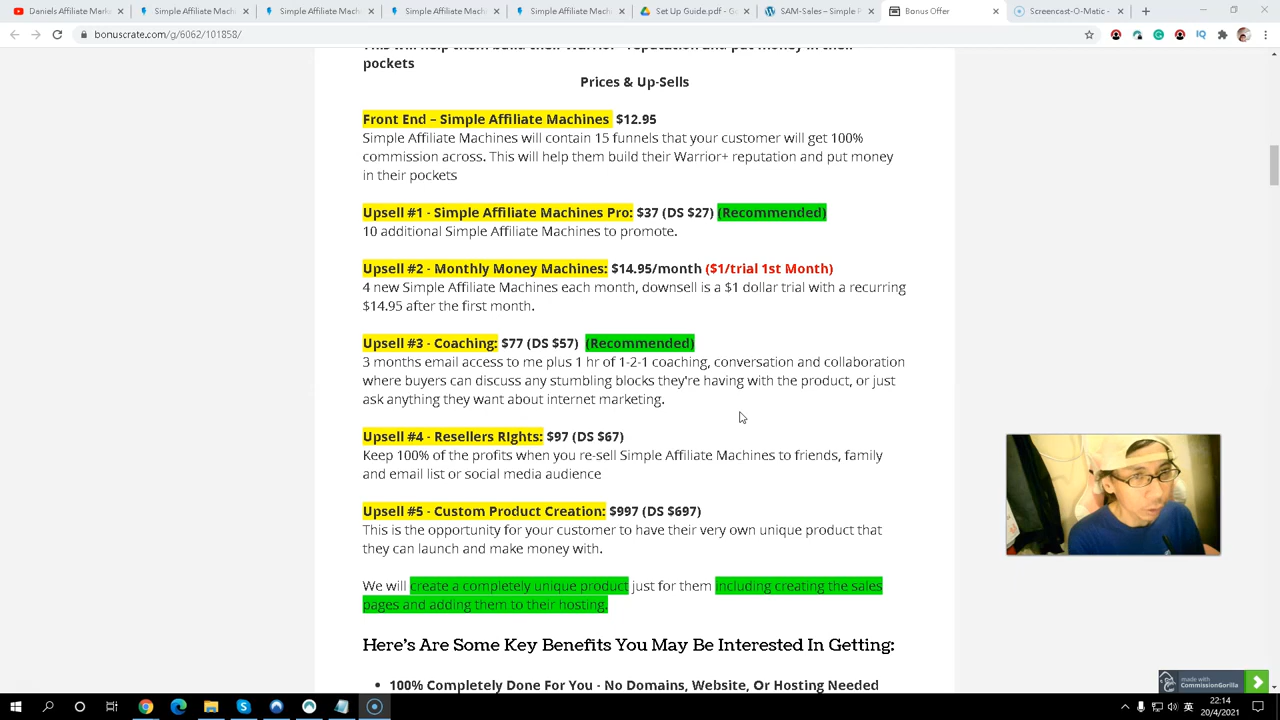 Daniels Affiliate Mark
Simple Affiliate Mach
Simple Affiliate Mach
Simple Affiliate Mach
Simple Affiliate Mach
Set Up Guide.pdf - Go
SAM-Sales – Simple P
Bonus Offer
Screencast-O-Matic -
bonuscrate.com/g/6062/101858/
pockets
Prices & Up-Sells
Front End – Simple Affiliate Machines $12.95
Simple Affiliate Machines will contain 15 funnels that your customer will get 100%
commission across. This will help them build their Warrior+ reputation and put money
in their pockets
Upsell #1 - Simple Affiliate Machines Pro: $37 (DS $27) (Recommended)
10 additional Simple Affiliate Machines to promote.
Upsell #2 - Monthly Money Machines: $14.95/month ($1/trial 1st Month)
4 new Simple Affiliate Machines each month, downsell is a $1 dollar trial with a recurring
$14.95 after the first month.
Upsell #3 - Coaching: $77 (DS $57) (Recommended)
3 months email access to me plus 1 hr of 1-2-1 coaching, conversation and collaboration
where buyers can discuss any stumbling blocks they're having with the product, or just
ask anything they want about internet marketing.
Upsell #4 - Resellers RIghts: $97 (DS $67)
Keep 100% of the profits when you re-sell Simple Affiliate Machines to friends, family
and email list or social media audience
Upsell #5 - Custom Product Creation: $997 (DS $697)
This is the opportunity for your customer to have their very own unique product that
they can launch and make money with.
We will create a completely unique product just for them including creating the sales
pages and adding them to their hosting.
Here's Are Some Key Benefits You May Be Interested In Getting:
• 100% Completely Done For You - No Domains, Website, Or Hosting Needed
made with
COMMISSIONGorilla
英
22:14
20/4/2021